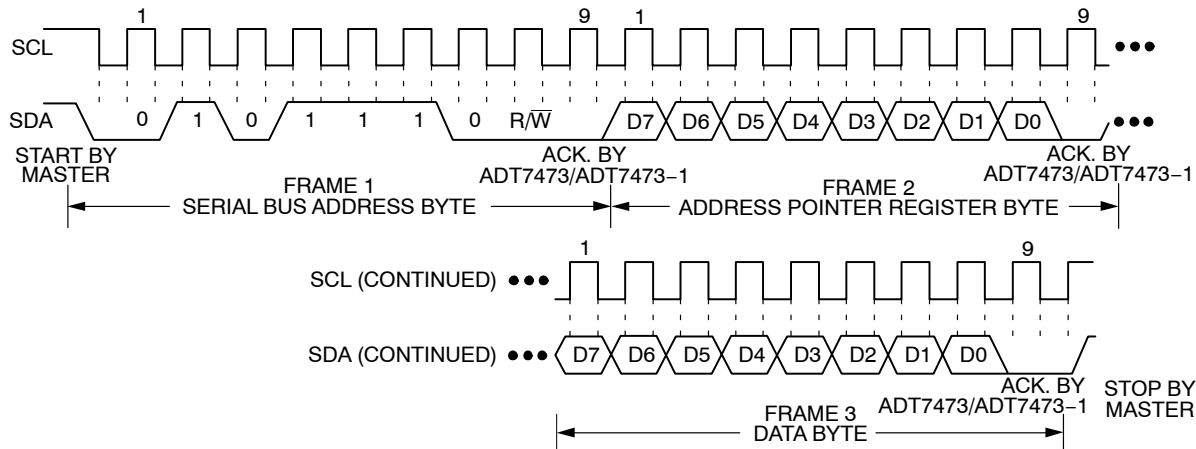 1 9 1 9
SCL
SDA 0 1 0 1 1 1 0 R/W̅ D7 D6 D5 D4 D3 D2 D1 D0
START BY MASTER
ACK. BY ADT7473/ADT7473−1
ACK. BY ADT7473/ADT7473−1
FRAME 1
SERIAL BUS ADDRESS BYTE
FRAME 2
ADDRESS POINTER REGISTER BYTE
1 9
SCL (CONTINUED)
SDA (CONTINUED) D7 D6 D5 D4 D3 D2 D1 D0
ACK. BY ADT7473/ADT7473−1
STOP BY MASTER
FRAME 3
DATA BYTE